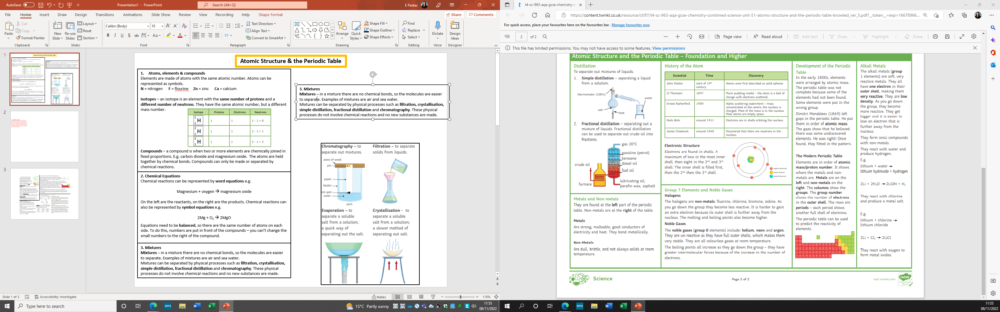 AutoSave
Off
Presentation1 - PowerPoint
Search (Alt+Q)
E Parker
File Home Insert Draw Design Transitions Animations Slide Show Review View Recording Help Shape Format
Share Comments
Paste
Cut
Copy
Format Painter
Clipboard
New Slide
Re-use Slides
Layout
Reset
Section
Slides
Calibri (Body) 10
Font
Text Direction
Align Text
Convert to SmartArt
Paragraph
Arrange
Quick Styles
Shape Fill
Shape Outline
Shape Effects
Drawing
Find
Replace
Select
Editing
Dictate
Voice
Design Ideas
Designer
1
2
3
Atomic Structure & the Periodic Table
1. Atoms, elements & compounds
Elements are made of atoms with the same atomic number. Atoms can be
represented as symbols.
N = nitrogen F = flourine Zn = zinc Ca = calcium
Isotopes – an isotope is an element with the same number of protons and a
different number of neutrons. They have the same atomic number, but a different
mass number.
Isotope Protons Electrons Neutrons
1 1 H 1 1 1 - 1 = 0
2 1 H 1 1 2 - 1 = 1
3 1 H 1 1 3 - 1 = 2
Compounds – a compound is when two or more elements are chemically joined in
fixed proportions. E.g. carbon dioxide and magnesium oxide. The atoms are held
together by chemical bonds. Compounds can only be made or separated by
chemical reactions.
2. Chemical Equations
Chemical reactions can be represented by word equations e.g.
Magnesium + oxygen → magnesium oxide
On the left are the reactants, on the right are the products. Chemical reactions can
also be represented by symbol equations e.g.
2Mg + O₂ → 2MgO
Equations need to be balanced, so there are the same number of atoms on each
side. To do this, numbers are put in front of the compounds – you can't change the
small numbers to the right of the compound.
3. Mixtures
Mixtures – in a mixture there are no chemical bonds, so the molecules are easier
to separate. Examples of mixtures are air and sea water.
Mixtures can be separated by physical processes such as filtration, crystallisation,
simple distillation, fractional distillation and chromatography. These physical
processes do not involve chemical reactions and no new substances are made.
3. Mixtures
Mixtures – in a mixture there are no chemical bonds, so the molecules are easier
to separate. Examples of mixtures are air and sea water.
Mixtures can be separated by physical processes such as filtration, crystallisation,
simple distillation, fractional distillation and chromatography. These physical
processes do not involve chemical reactions and no new substances are made.
Chromatography – to
separate out mixtures.
piece of wood
pin
paper
beaker
ink spot
water
start
Filtration – to separate
solids from liquids.
Evaporation – to
separate a soluble
salt from a solution;
a quick way of
separating out the salt.
Crystallisation - to
separate a soluble
salt from a solution;
a slower method of
separating out salt.
Slide 1 of 3
Accessibility: Investigate
Notes
110%
Type here to search
SIMS
15°C Partly sunny
11:55
08/11/2022
t4-sc-963-aqa-gcse-chemistry-c
https://content.twinkl.co.uk/resource/cf/87/t4-sc-963-aqa-gcse-chemistry-combined-science-unit-51-atomic-structure-and-the-periodic-table-knowled_ver_5.pdf?__token__=exp=16678966...
For quick access, place your favourites here on the favourites bar. Manage favourites now
2 of 2
Page view Read aloud Add text Draw Highlight Erase
This file has limited permissions. You may not have access to some features. View permissions
Atomic Structure and the Periodic Table – Foundation and Higher
Distillation
To separate out mixtures of liquids.
1. Simple distillation – separating a liquid
from a solution.
thermometer (100°c)
water
salt
heat
2. Fractional distillation – separating out a
mixture of liquids. Fractional distillation
can be used to separate out crude oil into
fractions.
gas 20°C
150°C
gasoline (petrol)
200°C
kerosene
300°C
diesel oil
crude oil
370°C
fuel oil
400°C
furnace
lubricating oil,
parafin wax, asphalt
Metals and Non-metals
They are found at the left part of the periodic
table. Non-metals are at the right of the table.
Metals
Are strong, malleable, good conductors of
electricity and heat. They bond metallically.
Non-Metals
Are dull, brittle, and not always solids at room
temperature.
History of the Atom
Scientist Time Discovery
John Dalton start of 19th century Atoms were first described as solid spheres.
JJ Thomson 1897 Plum pudding model – the atom is a ball of
charge with electrons scattered.
Ernest Rutherford 1909 Alpha scattering experiment – mass
concentrated at the centre; the nucleus is
charged. Most of the mass is in the nucleus.
Most atoms are empty space.
Niels Bohr around 1911 Electrons are in shells orbiting the nucleus.
James Chadwick around 1940 Discovered that there are neutrons in the
nucleus.
Electronic Structure
Electrons are found in shells. A
maximum of two in the most inner
shell, then eight in the 2nd and 3rd
shell. The inner shell is filled first,
then the 2nd then the 3rd shell.
Negative (Electrons)
Positive (Protons)
Neutral (Neutrons)
Group 7 Elements and Noble Gases
Halogens
The halogens are non-metals: fluorine, chlorine, bromine, iodine. As
you go down the group they become less reactive. It is harder to gain
an extra electron because its outer shell is further away from the
nucleus. The melting and boiling points also become higher.
Noble Gases
The noble gases (group 0 elements) include: helium, neon and argon.
They are un-reactive as they have full outer shells, which makes them
very stable. They are all colourless gases at room temperature.
The boiling points all increase as they go down the group – they have
greater intermolecular forces because of the increase in the number of
electrons.
Development of the Periodic
Table
In the early 1800s, elements
were arranged by atomic mass.
The periodic table was not
complete because some of the
elements had not been found.
Some elements were put in the
wrong group.
Dimitri Mendeleev (1869) left
gaps in the periodic table. He put
them in order of atomic mass.
The gaps show that he believed
there was some undiscovered
elements. He was right! Once
found, they fitted in the pattern.
The Modern Periodic Table
Elements are in order of atomic
mass/proton number. It shows
where the metals and non-
metals are. Metals are on the
left and non-metals on the
right. The columns show the
groups. The group number
shows the number of electrons
in the outer shell. The rows are
periods – each period shows
another full shell of electrons.
The periodic table can be used
to predict the reactivity of
elements.
Alkali Metals
The alkali metals (group
1 elements) are soft, very
reactive metals. They all
have one electron in their
outer shell, making them
very reactive. They are low
density. As you go down
the group, they become
more reactive. They get
bigger and it is easier to
lose an electron that is
further away from the
nucleus.
They form ionic compounds
with non-metals.
They react with water and
produce hydrogen.
E.g.
lithium + water →
lithium hydroxide + hydrogen
2Li + 2H₂O → 2LiOH + H₂
They react with chlorine
and produce a metal salt.
E.g.
lithium + chlorine →
lithium chloride
2Li + Cl₂ → 2LiCl
They react with oxygen to
form metal oxides.
Science
Page 2 of 2
visit twinkl.com
twinkl
SIMS
11:55
08/11/2022